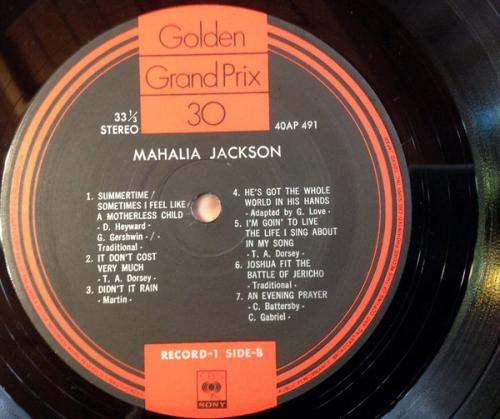 Golden
Grand Prix
30
33⅓
STEREO
40AP 491
MAHALIA JACKSON
1. SUMMERTIME /
SOMETIMES I FEEL LIKE
A MOTHERLESS CHILD
- D. Heyward -
G. Gershwin - / -
Traditional -
2. IT DON'T COST
VERY MUCH
- T. A. Dorsey -
3. DIDN'T IT RAIN
- Martin -
4. HE'S GOT THE WHOLE
WORLD IN HIS HANDS
- Adapted by G. Love -
5. I'M GOIN' TO LIVE
THE LIFE I SING ABOUT
IN MY SONG
- T. A. Dorsey -
6. JOSHUA FIT THE
BATTLE OF JERICHO
- Traditional -
7. AN EVENING PRAYER
- C. Battersby -
C. Gabriel -
RECORD-1 SIDE-B
CBS
SONY